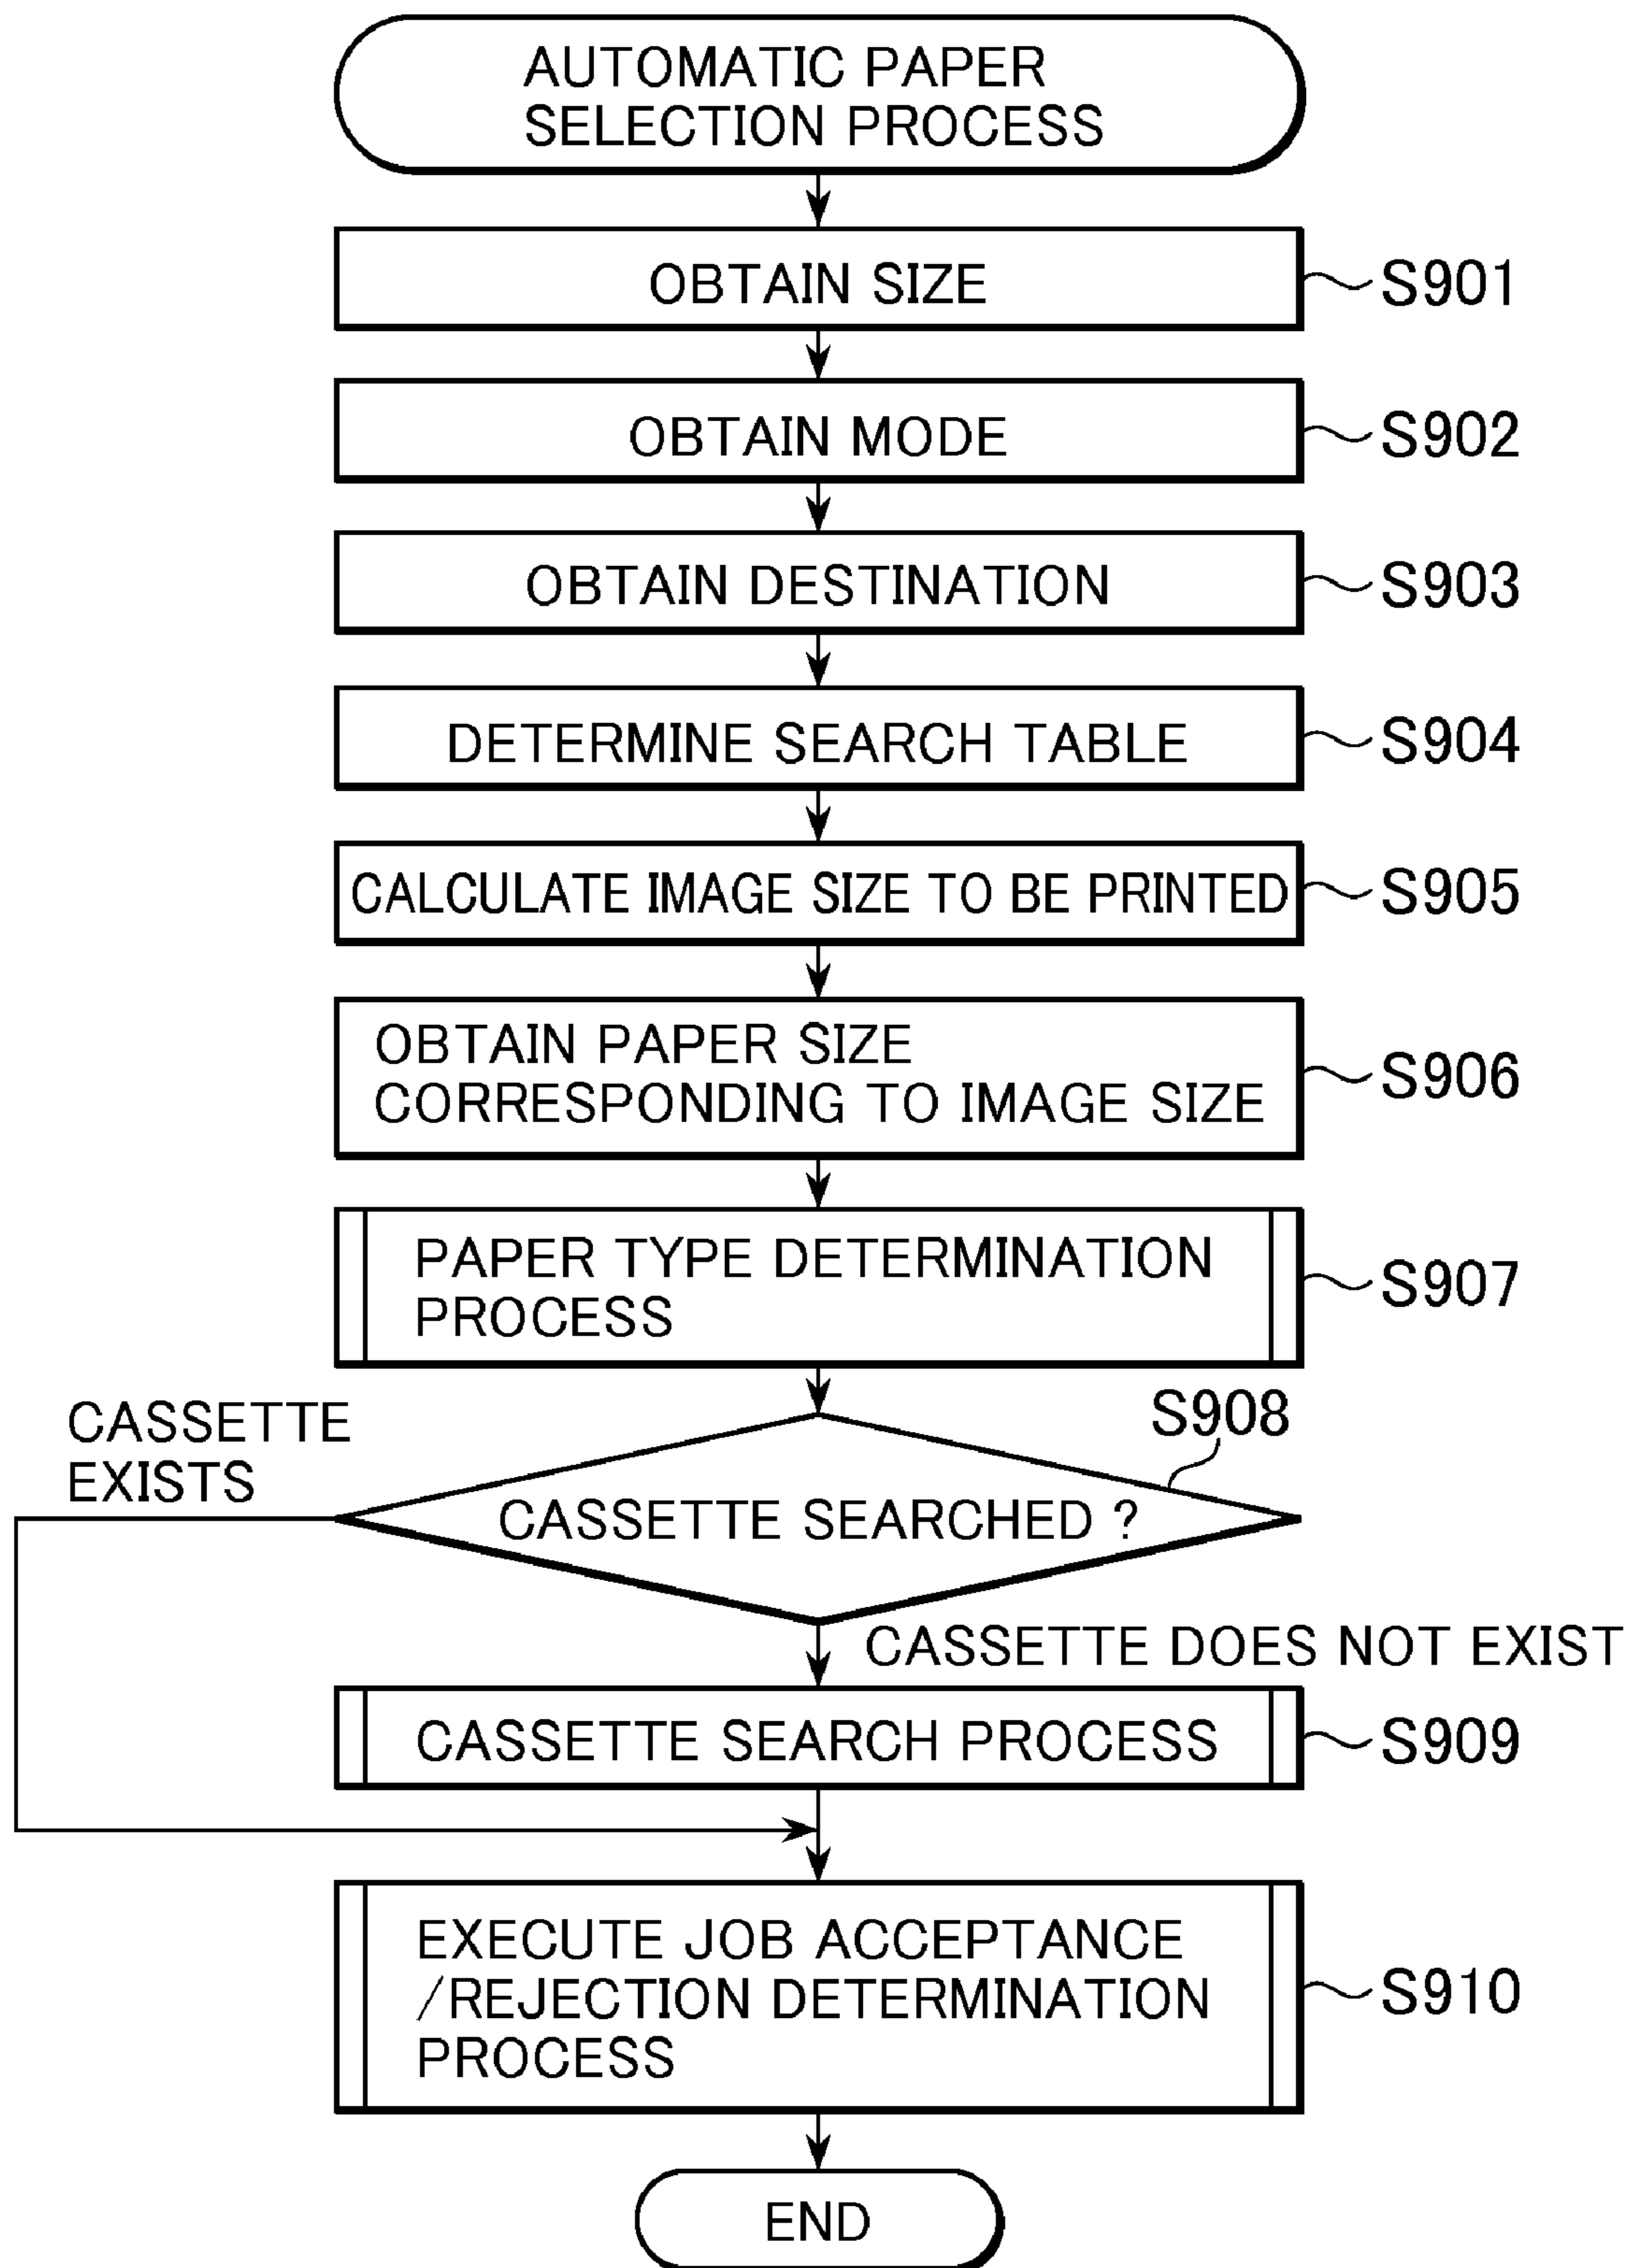 AUTOMATIC PAPER
SELECTION PROCESS
OBTAIN SIZE
S901
OBTAIN MODE
S902
OBTAIN DESTINATION
S903
DETERMINE SEARCH TABLE
S904
CALCULATE IMAGE SIZE TO BE PRINTED
S905
OBTAIN PAPER SIZE
CORRESPONDING TO IMAGE SIZE
S906
PAPER TYPE DETERMINATION
PROCESS
S907
CASSETTE
EXISTS
S908
CASSETTE SEARCHED ?
CASSETTE DOES NOT EXIST
CASSETTE SEARCH PROCESS
S909
EXECUTE JOB ACCEPTANCE
/REJECTION DETERMINATION
PROCESS
S910
END